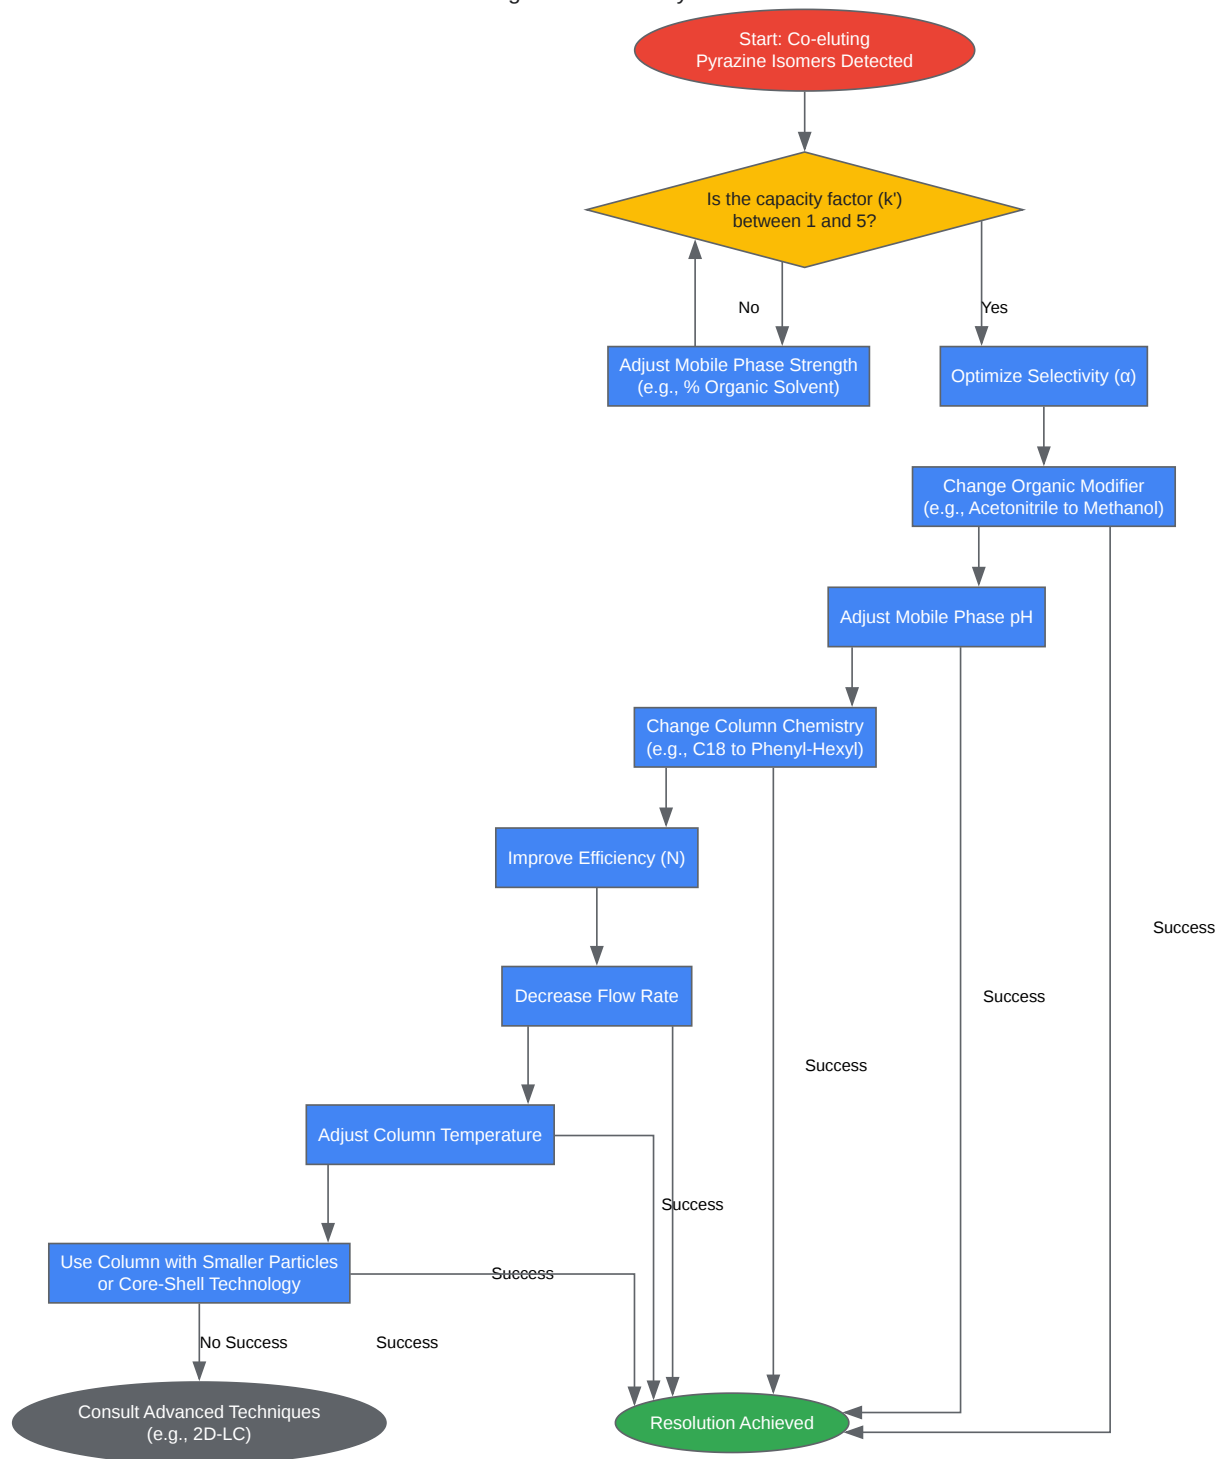 Start: Co-eluting
Pyrazine Isomers Detected
Is the capacity factor (k')
between 1 and 5?
No
Yes
Adjust Mobile Phase Strength
(e.g., % Organic Solvent)
Optimize Selectivity (α)
Change Organic Modifier
(e.g., Acetonitrile to Methanol)
Adjust Mobile Phase pH
Change Column Chemistry
(e.g., C18 to Phenyl-Hexyl)
Improve Efficiency (N)
Success
Decrease Flow Rate
Success
Success
Adjust Column Temperature
Success
Use Column with Smaller Particles
or Core-Shell Technology
Success
No Success
Success
Consult Advanced Techniques
(e.g., 2D-LC)
Resolution Achieved